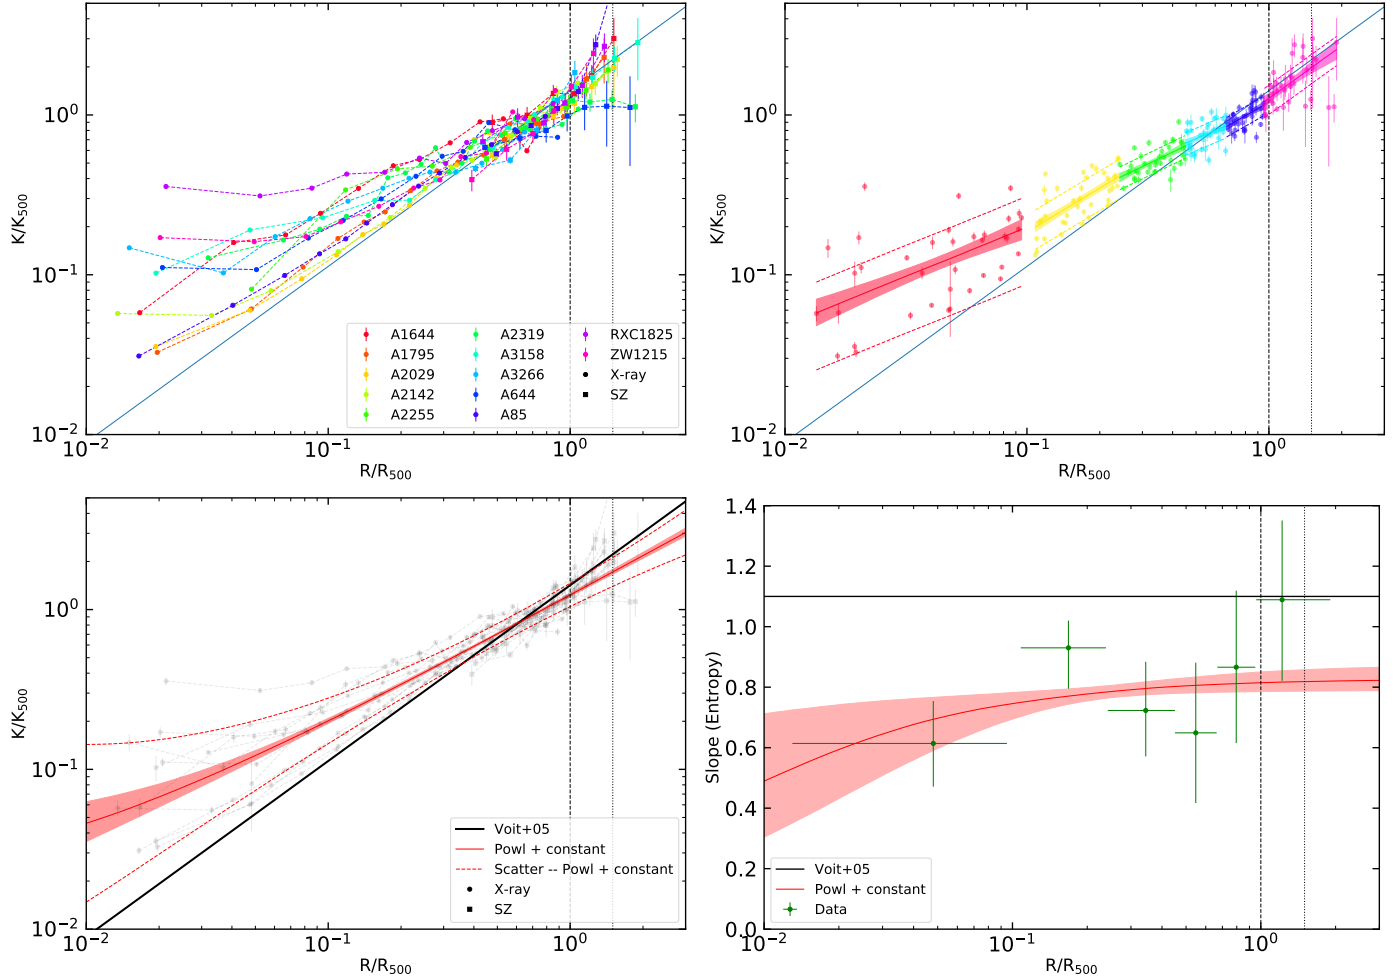 K/K500
10^0
10^-1
10^-2
10^-2
10^-1
10^0
R/R500
A1644
A1795
A2029
A2142
A2255
A2319
A3158
A3266
A644
A85
RXC1825
ZW1215
X-ray
SZ
K/K500
10^0
10^-1
10^-2
10^-2
10^-1
10^0
R/R500
K/K500
10^0
10^-1
10^-2
10^-2
10^-1
10^0
R/R500
Voit+05
Powl + constant
Scatter -- Powl + constant
X-ray
SZ
Slope (Entropy)
1.4
1.2
1.0
0.8
0.6
0.4
0.2
0.0
10^-2
10^-1
10^0
R/R500
Voit+05
Powl + constant
Data